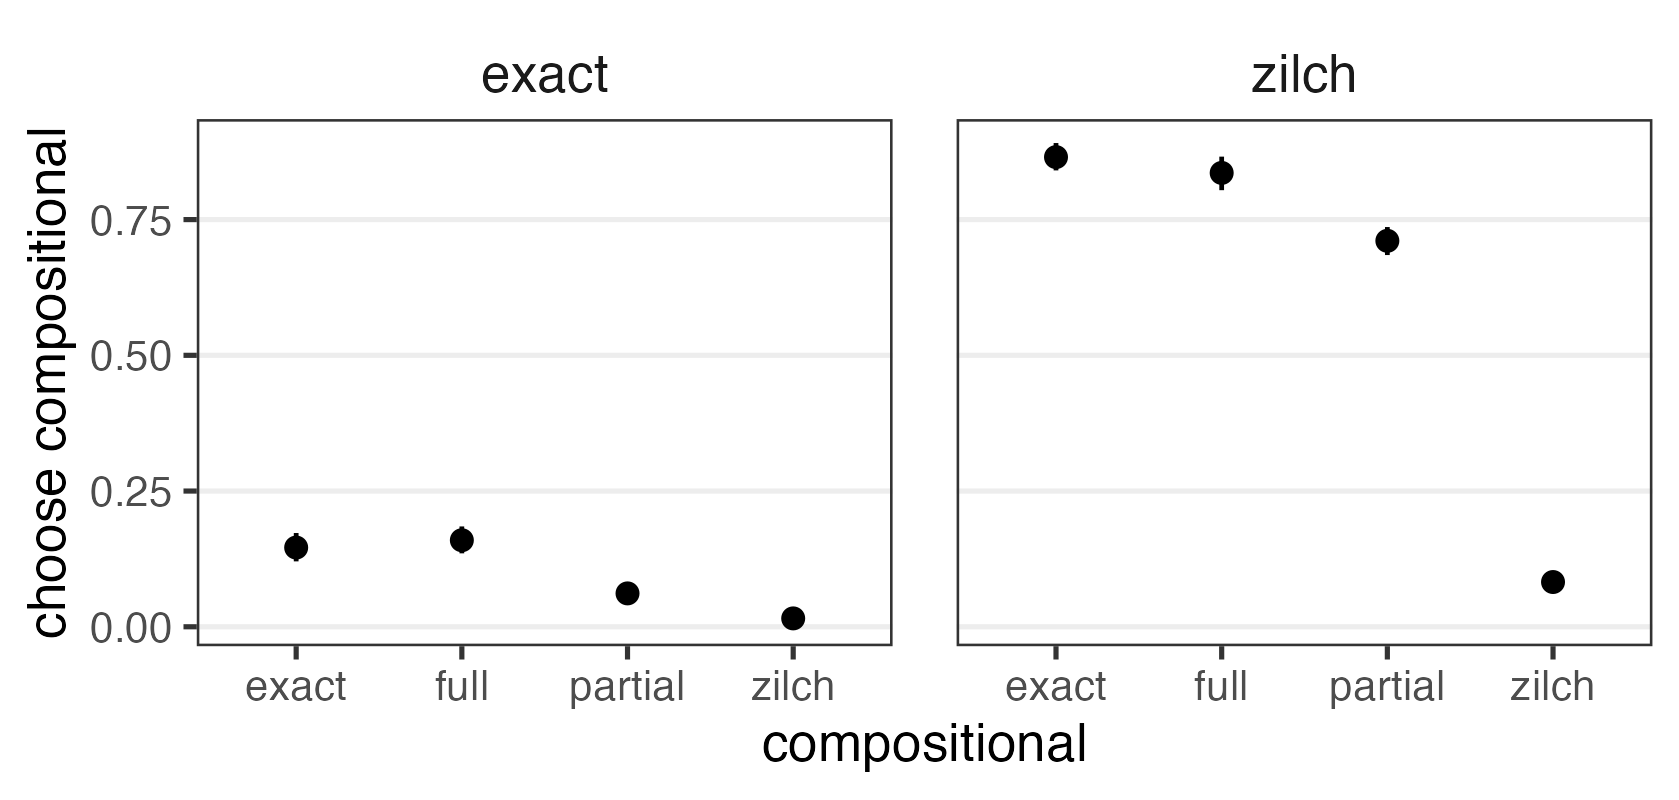 exact zilch
choose compositional
0.75
0.50
0.25
0.00
exact full partial zilch exact full partial zilch
compositional